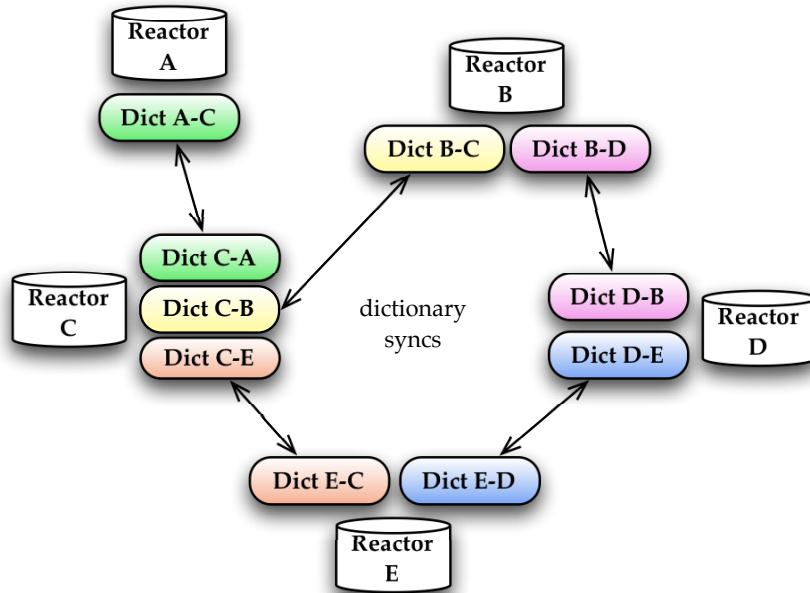 Reactor
A
Dict A-C
Reactor
B
Dict B-C
Dict B-D
Dict C-A
Dict C-B
Dict C-E
Reactor
C
dictionary
syncs
Dict D-B
Dict D-E
Reactor
D
Dict E-C
Dict E-D
Reactor
E